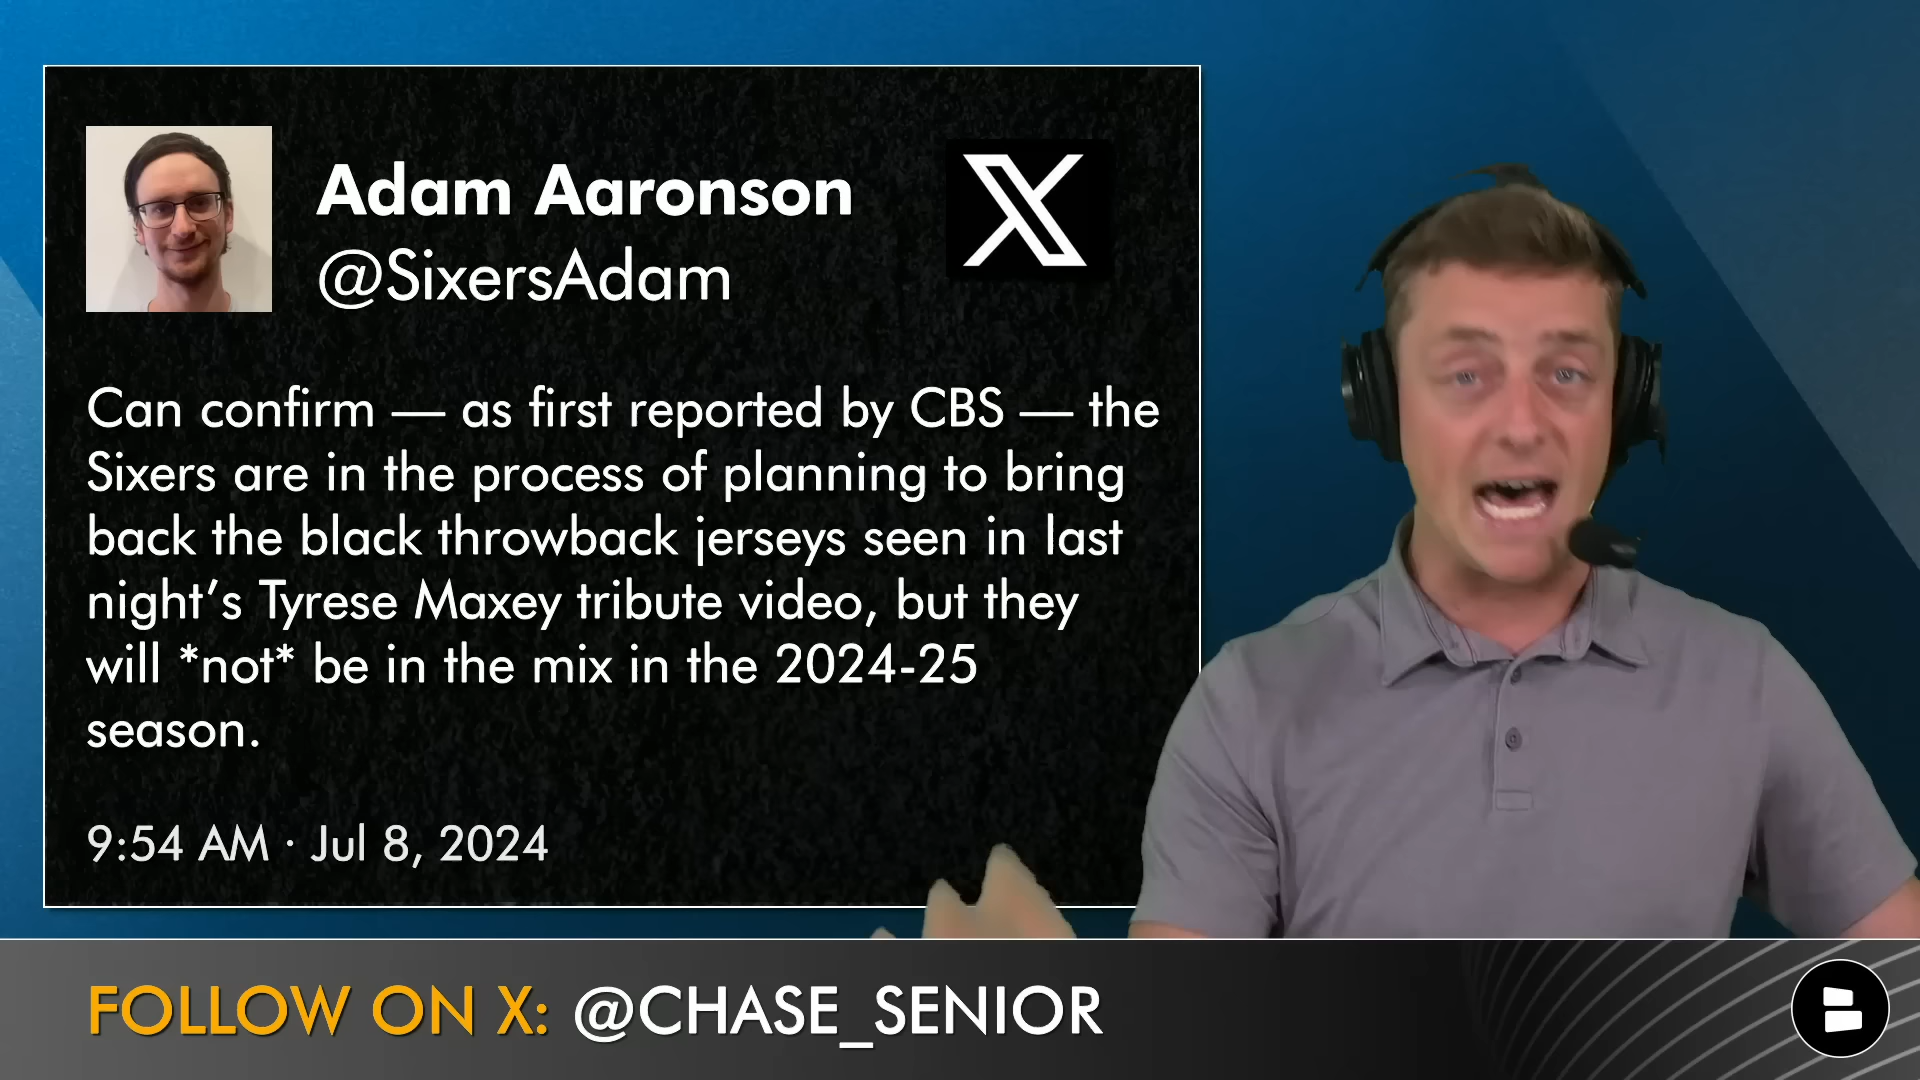 Adam Aaronson
@SixersAdam
Can confirm — as first reported by CBS — the
Sixers are in the process of planning to bring
back the black throwback jerseys seen in last
night’s Tyrese Maxey tribute video, but they
will *not* be in the mix in the 2024-25
season.
9:54 AM · Jul 8, 2024
FOLLOW ON X: @CHASE_SENIOR